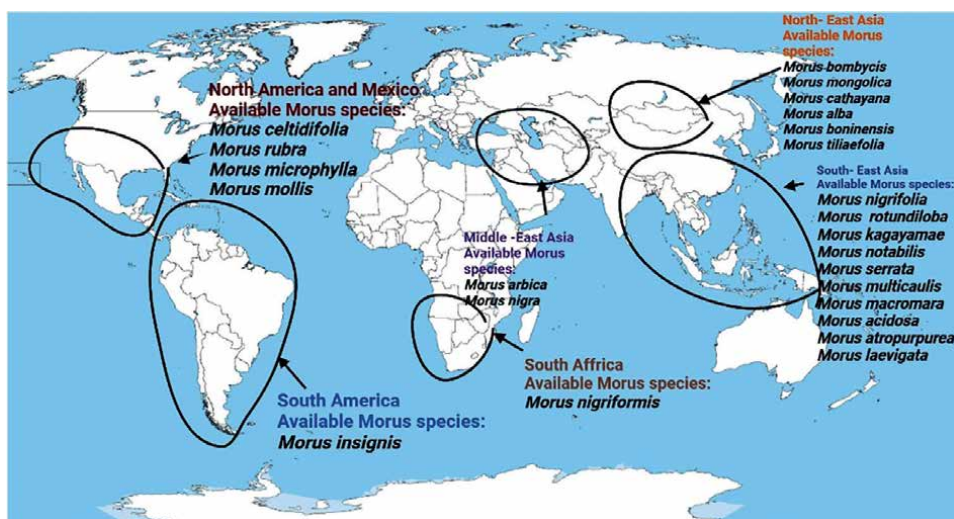 North America and Mexico
Available Morus species:
Morus celtidifolia
Morus rubra
Morus microphylla
Morus mollis
North- East Asia
Available Morus
species:
Morus bombycis
Morus mongolica
Morus cathayana
Morus alba
Morus boninensis
Morus tiliaefolia
South- East Asia
Available Morus species:
Morus nigrifolia
Morus rotundiloba
Morus kagayamae
Morus notabilis
Morus serrata
Morus multicaulis
Morus macromara
Morus acidosa
Morus atropurpurea
Morus laevigata
Middle -East Asia
Available Morus
species:
Morus arbica
Morus nigra
South Affrica
Available Morus species:
Morus nigriformis
South America
Available Morus species:
Morus insignis